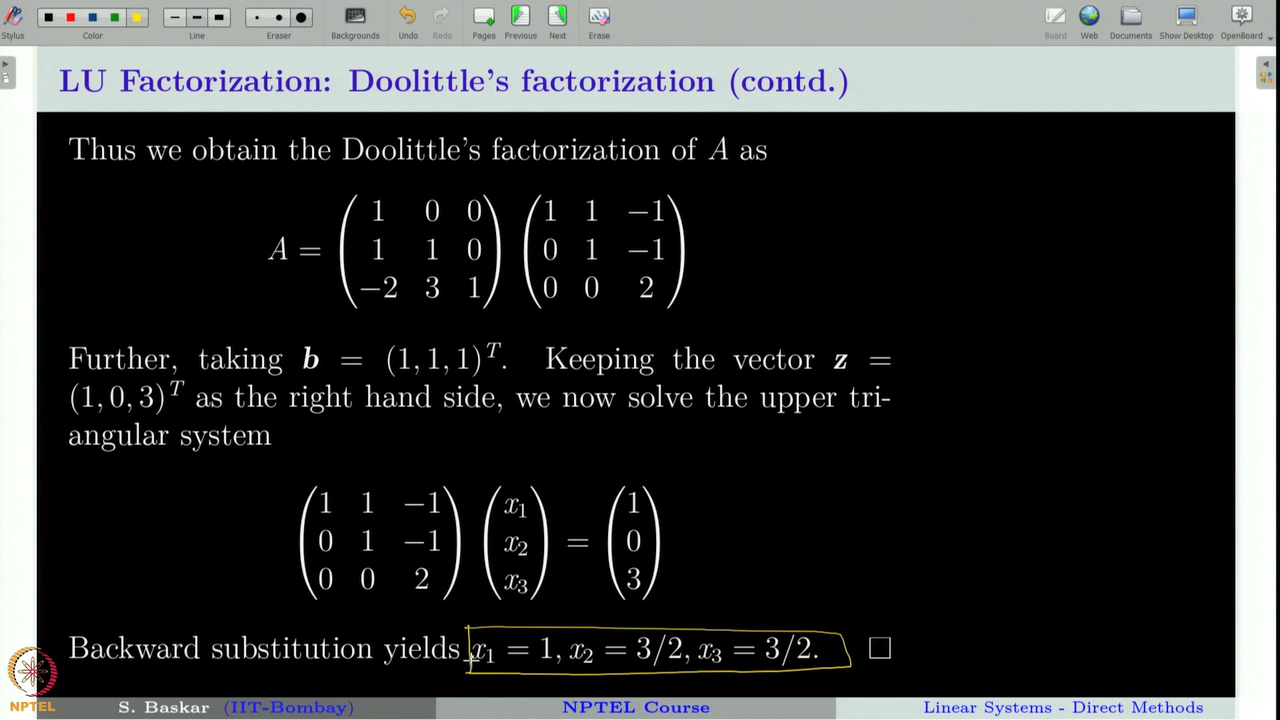 Stylus Color Line Eraser Backgrounds Undo Redo Pages Previous Next Erase Board Web Documents Show Desktop OpenBoard
LU Factorization: Doolittle's factorization (contd.)
Thus we obtain the Doolittle's factorization of A as
1 0 0 1 1 −1
A = 1 1 0 0 1 −1
−2 3 1 0 0 2
Further, taking b = (1, 1, 1)ᵀ. Keeping the vector z =
(1, 0, 3)ᵀ as the right hand side, we now solve the upper tri-
angular system
1 1 −1 x₁ 1
0 1 −1 x₂ = 0
0 0 2 x₃ 3
Backward substitution yields x₁ = 1, x₂ = 3/2, x₃ = 3/2. □
NPTEL
S. Baskar (IIT-Bombay) NPTEL Course Linear Systems - Direct Methods